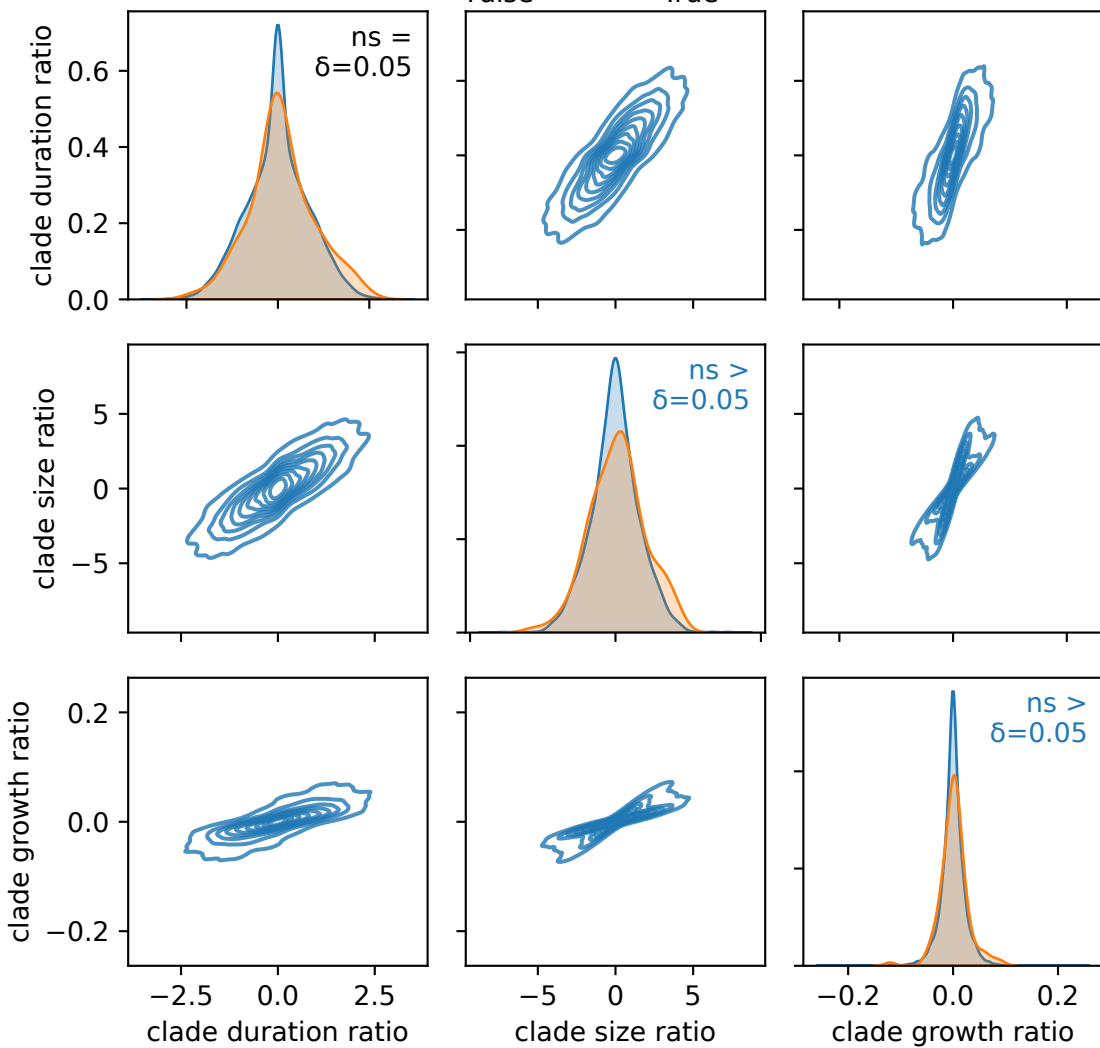 clade duration ratio
0.6
0.4
0.2
0.0
ns =
δ=0.05
clade size ratio
5
0
−5
ns >
δ=0.05
clade growth ratio
0.2
0.0
−0.2
ns >
δ=0.05
−2.5 0.0 2.5
−5 0 5
−0.2 0.0 0.2
clade duration ratio
clade size ratio
clade growth ratio